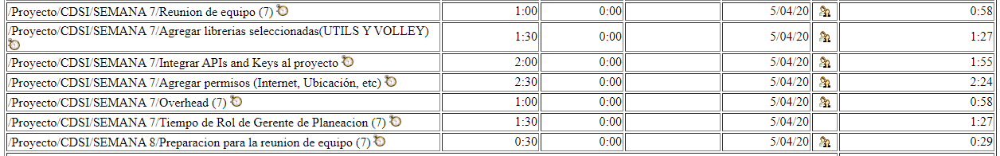 /Proyecto/CDSI/SEMANA 7/Reunion de equipo (7) 1:00 0:00 5/04/20 0:58
/Proyecto/CDSI/SEMANA 7/Agregar librerias seleccionadas(UTILS Y VOLLEY) 1:30 0:00 5/04/20 1:27
/Proyecto/CDSI/SEMANA 7/Integrar APIs and Keys al proyecto 2:00 0:00 5/04/20 1:55
/Proyecto/CDSI/SEMANA 7/Agregar permisos (Internet, Ubicación, etc) 2:30 0:00 5/04/20 2:24
/Proyecto/CDSI/SEMANA 7/Overhead (7) 1:00 0:00 5/04/20 0:58
/Proyecto/CDSI/SEMANA 7/Tiempo de Rol de Gerente de Planeacion (7) 1:30 0:00 5/04/20 1:27
/Proyecto/CDSI/SEMANA 8/Preparacion para la reunion de equipo (7) 0:30 0:00 5/04/20 0:29